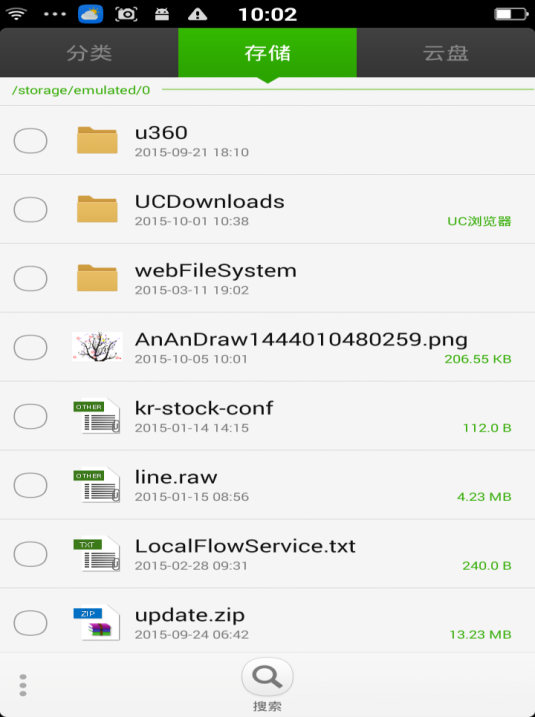 10:02
分类
存储
云盘
/storage/emulated/0
u360
2015-09-21 18:10
UCDownloads
2015-10-01 10:38
UC浏览器
webFileSystem
2015-03-11 19:02
AnAnDraw1444010480259.png
2015-10-05 10:01
206.55 KB
OTHER
kr-stock-conf
2015-01-14 14:15
112.0 B
OTHER
line.raw
2015-01-15 08:56
4.23 MB
TXT
LocalFlowService.txt
2015-02-28 09:31
240.0 B
ZIP
update.zip
2015-09-24 06:42
13.23 MB
搜索